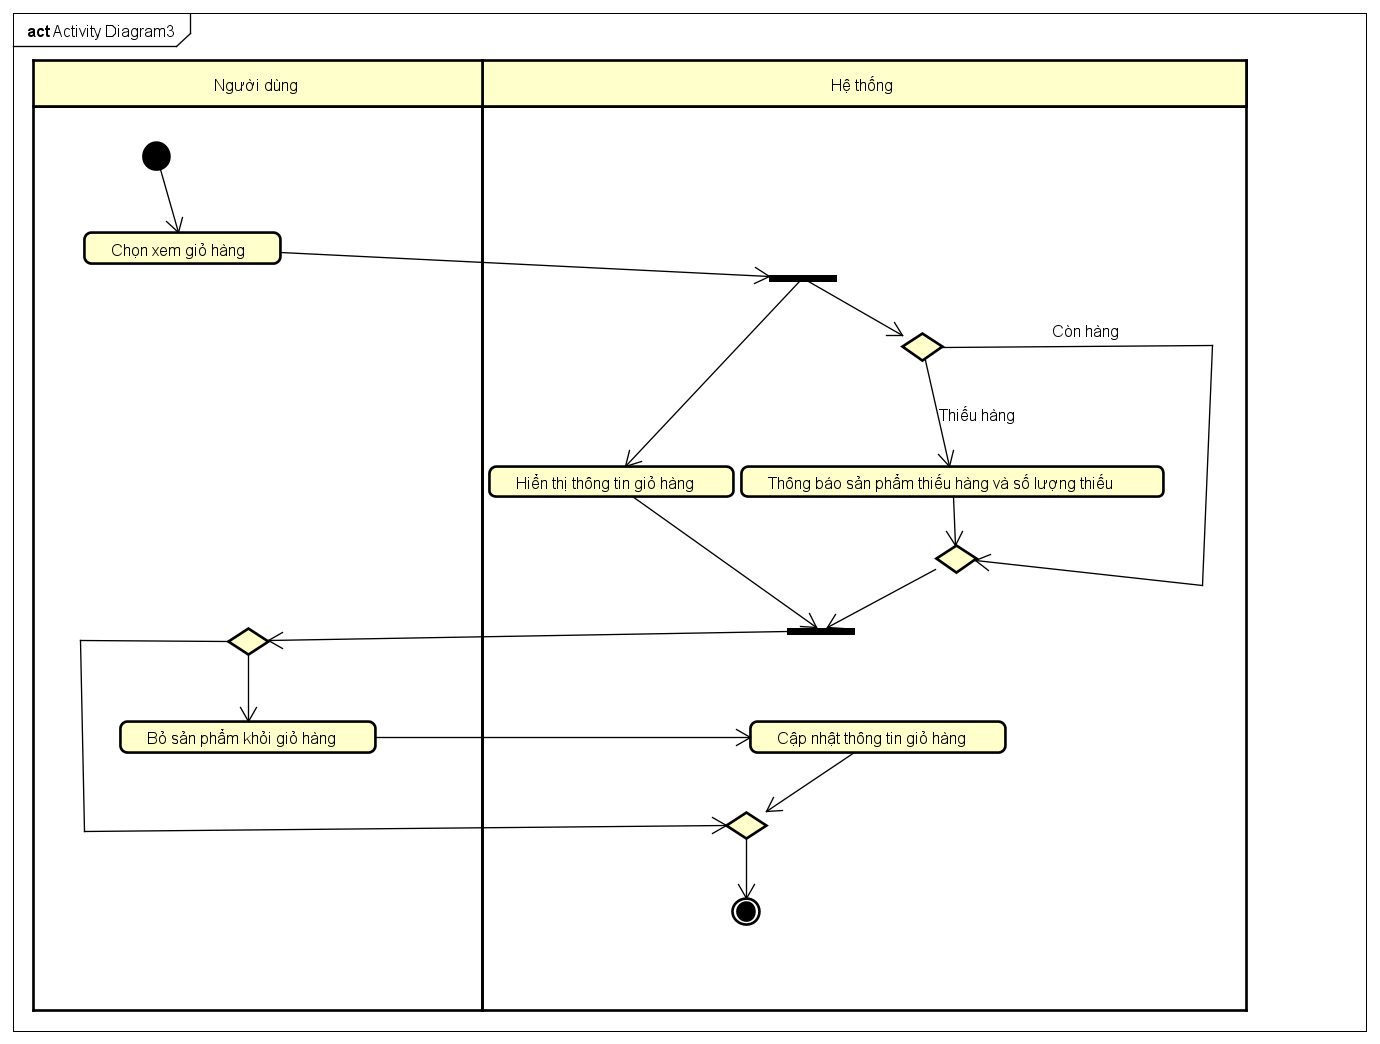 act Activity Diagram3
Người dùng
Hệ thống
Chọn xem giỏ hàng
Còn hàng
Thiếu hàng
Hiển thị thông tin giỏ hàng
Thông báo sản phẩm thiếu hàng và số lượng thiếu
Bỏ sản phẩm khỏi giỏ hàng
Cập nhật thông tin giỏ hàng